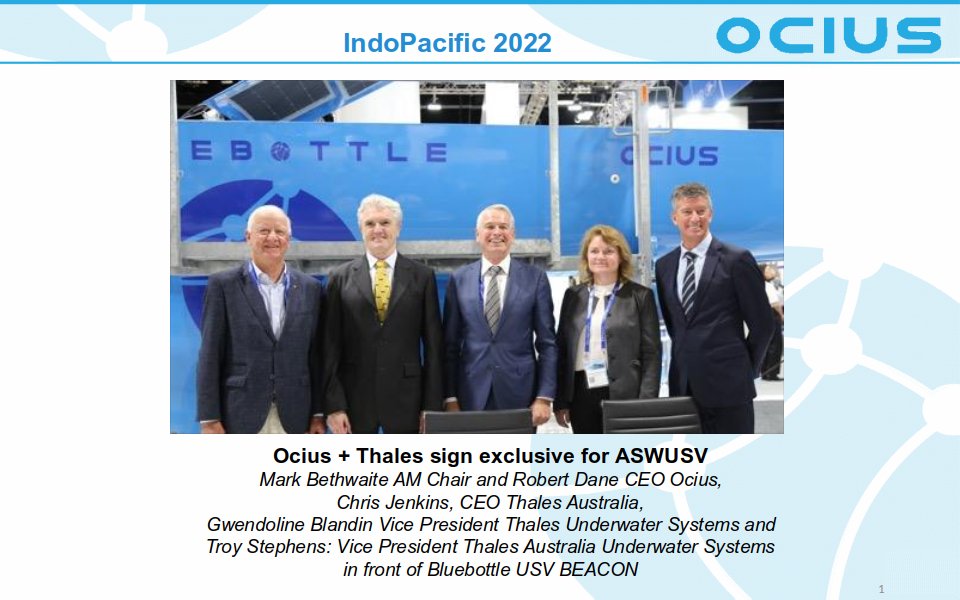 IndoPacific 2022
OCIUS
EBOTTLE
OCIUS
Ocius + Thales sign exclusive for ASWUSV
Mark Bethwaite AM Chair and Robert Dane CEO Ocius,
Chris Jenkins, CEO Thales Australia,
Gwendoline Blandin Vice President Thales Underwater Systems and
Troy Stephens: Vice President Thales Australia Underwater Systems
in front of Bluebottle USV BEACON
1